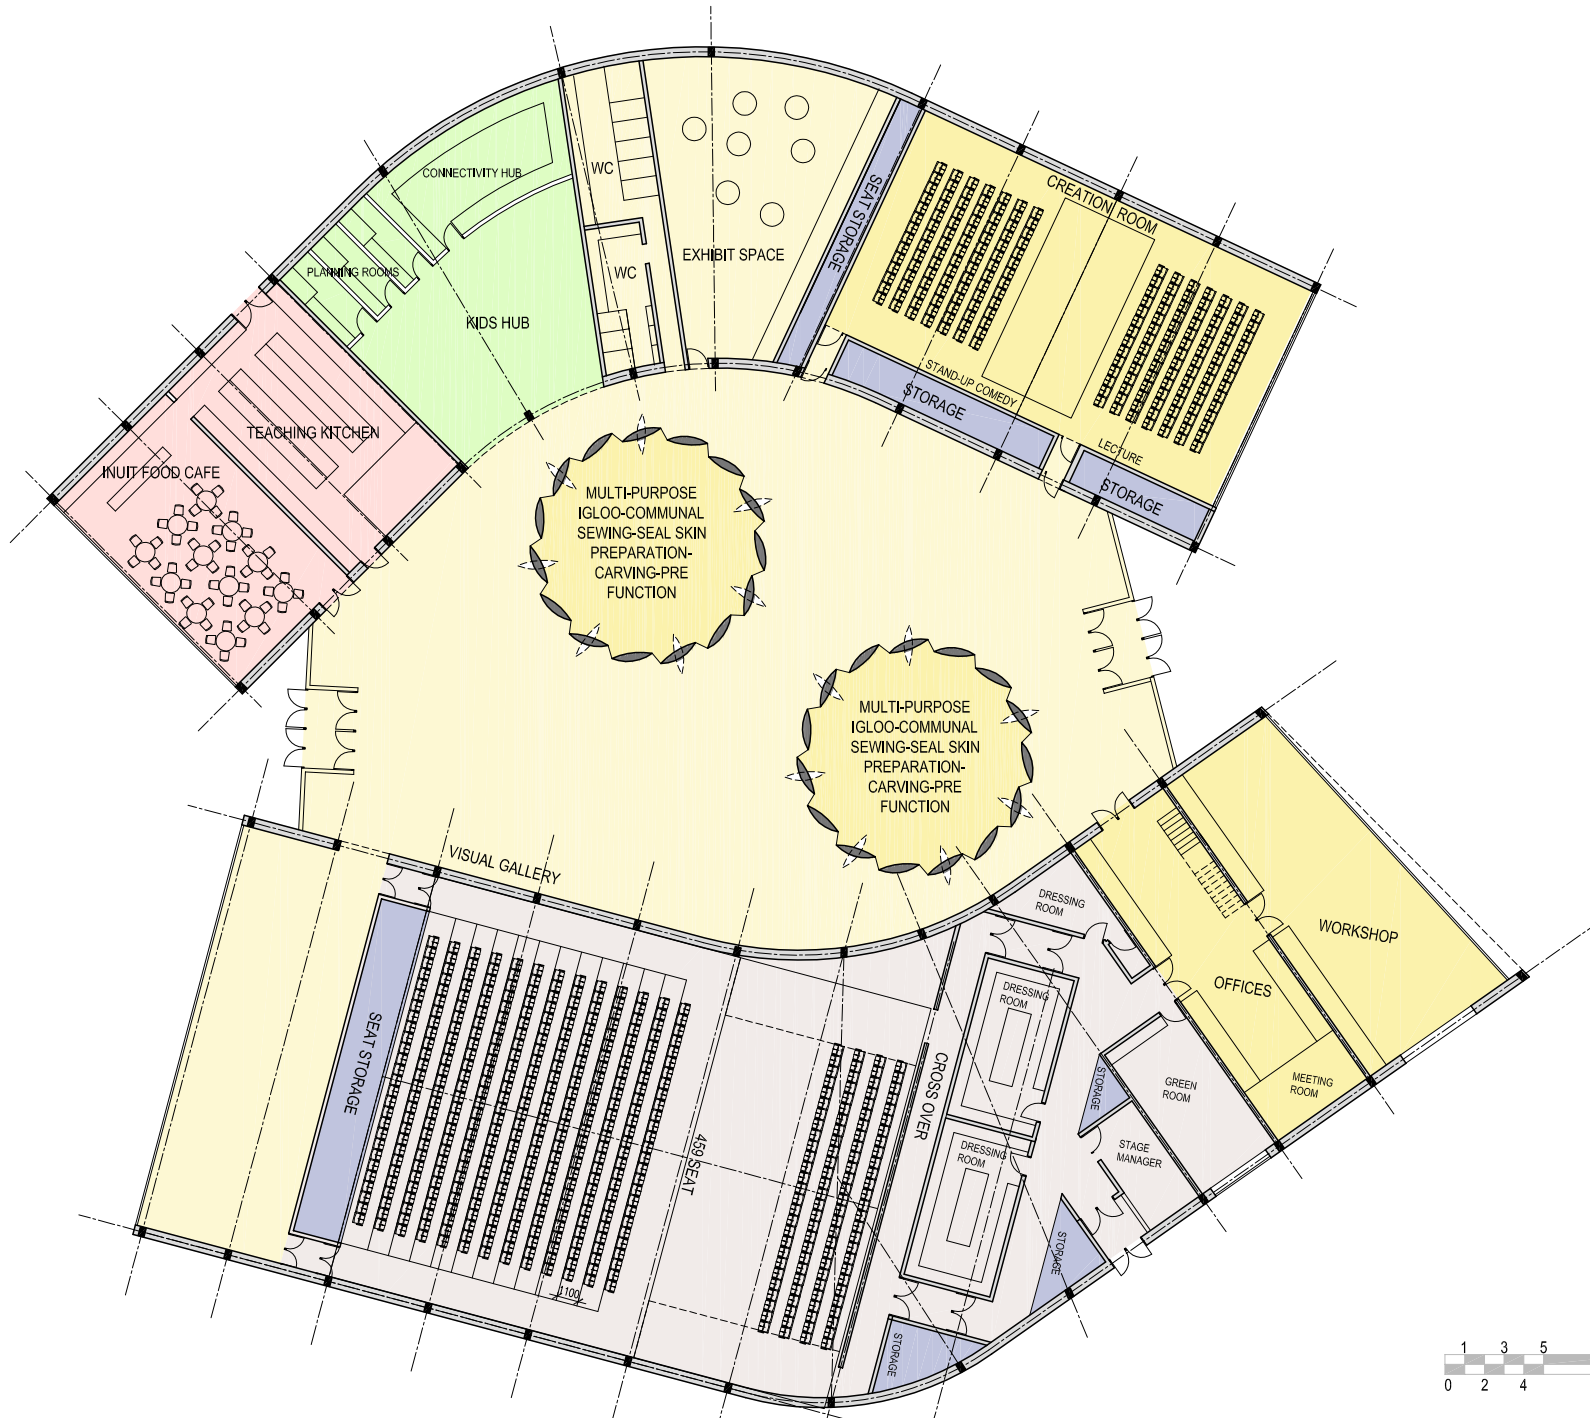 CONNECTIVITY HUB
WC
PLANNING ROOMS
WC
EXHIBIT SPACE
KIDS HUB
SEAT STORAGE
CREATION ROOM
STAND-UP COMEDY
STORAGE
LECTURE
STORAGE
TEACHING KITCHEN
INUIT FOOD CAFE
MULTI-PURPOSE
IGLOO-COMMUNAL
SEWING-SEAL SKIN
PREPARATION-
CARVING-PRE
FUNCTION
MULTI-PURPOSE
IGLOO-COMMUNAL
SEWING-SEAL SKIN
PREPARATION-
CARVING-PRE
FUNCTION
VISUAL GALLERY
DRESSING
ROOM
WORKSHOP
OFFICES
DRESSING
ROOM
SEAT STORAGE
CROSS OVER
STORAGE
GREEN
ROOM
MEETING
ROOM
459 SEAT
DRESSING
ROOM
STAGE
MANAGER
STORAGE
1100
STORAGE
1 3 5
0 2 4